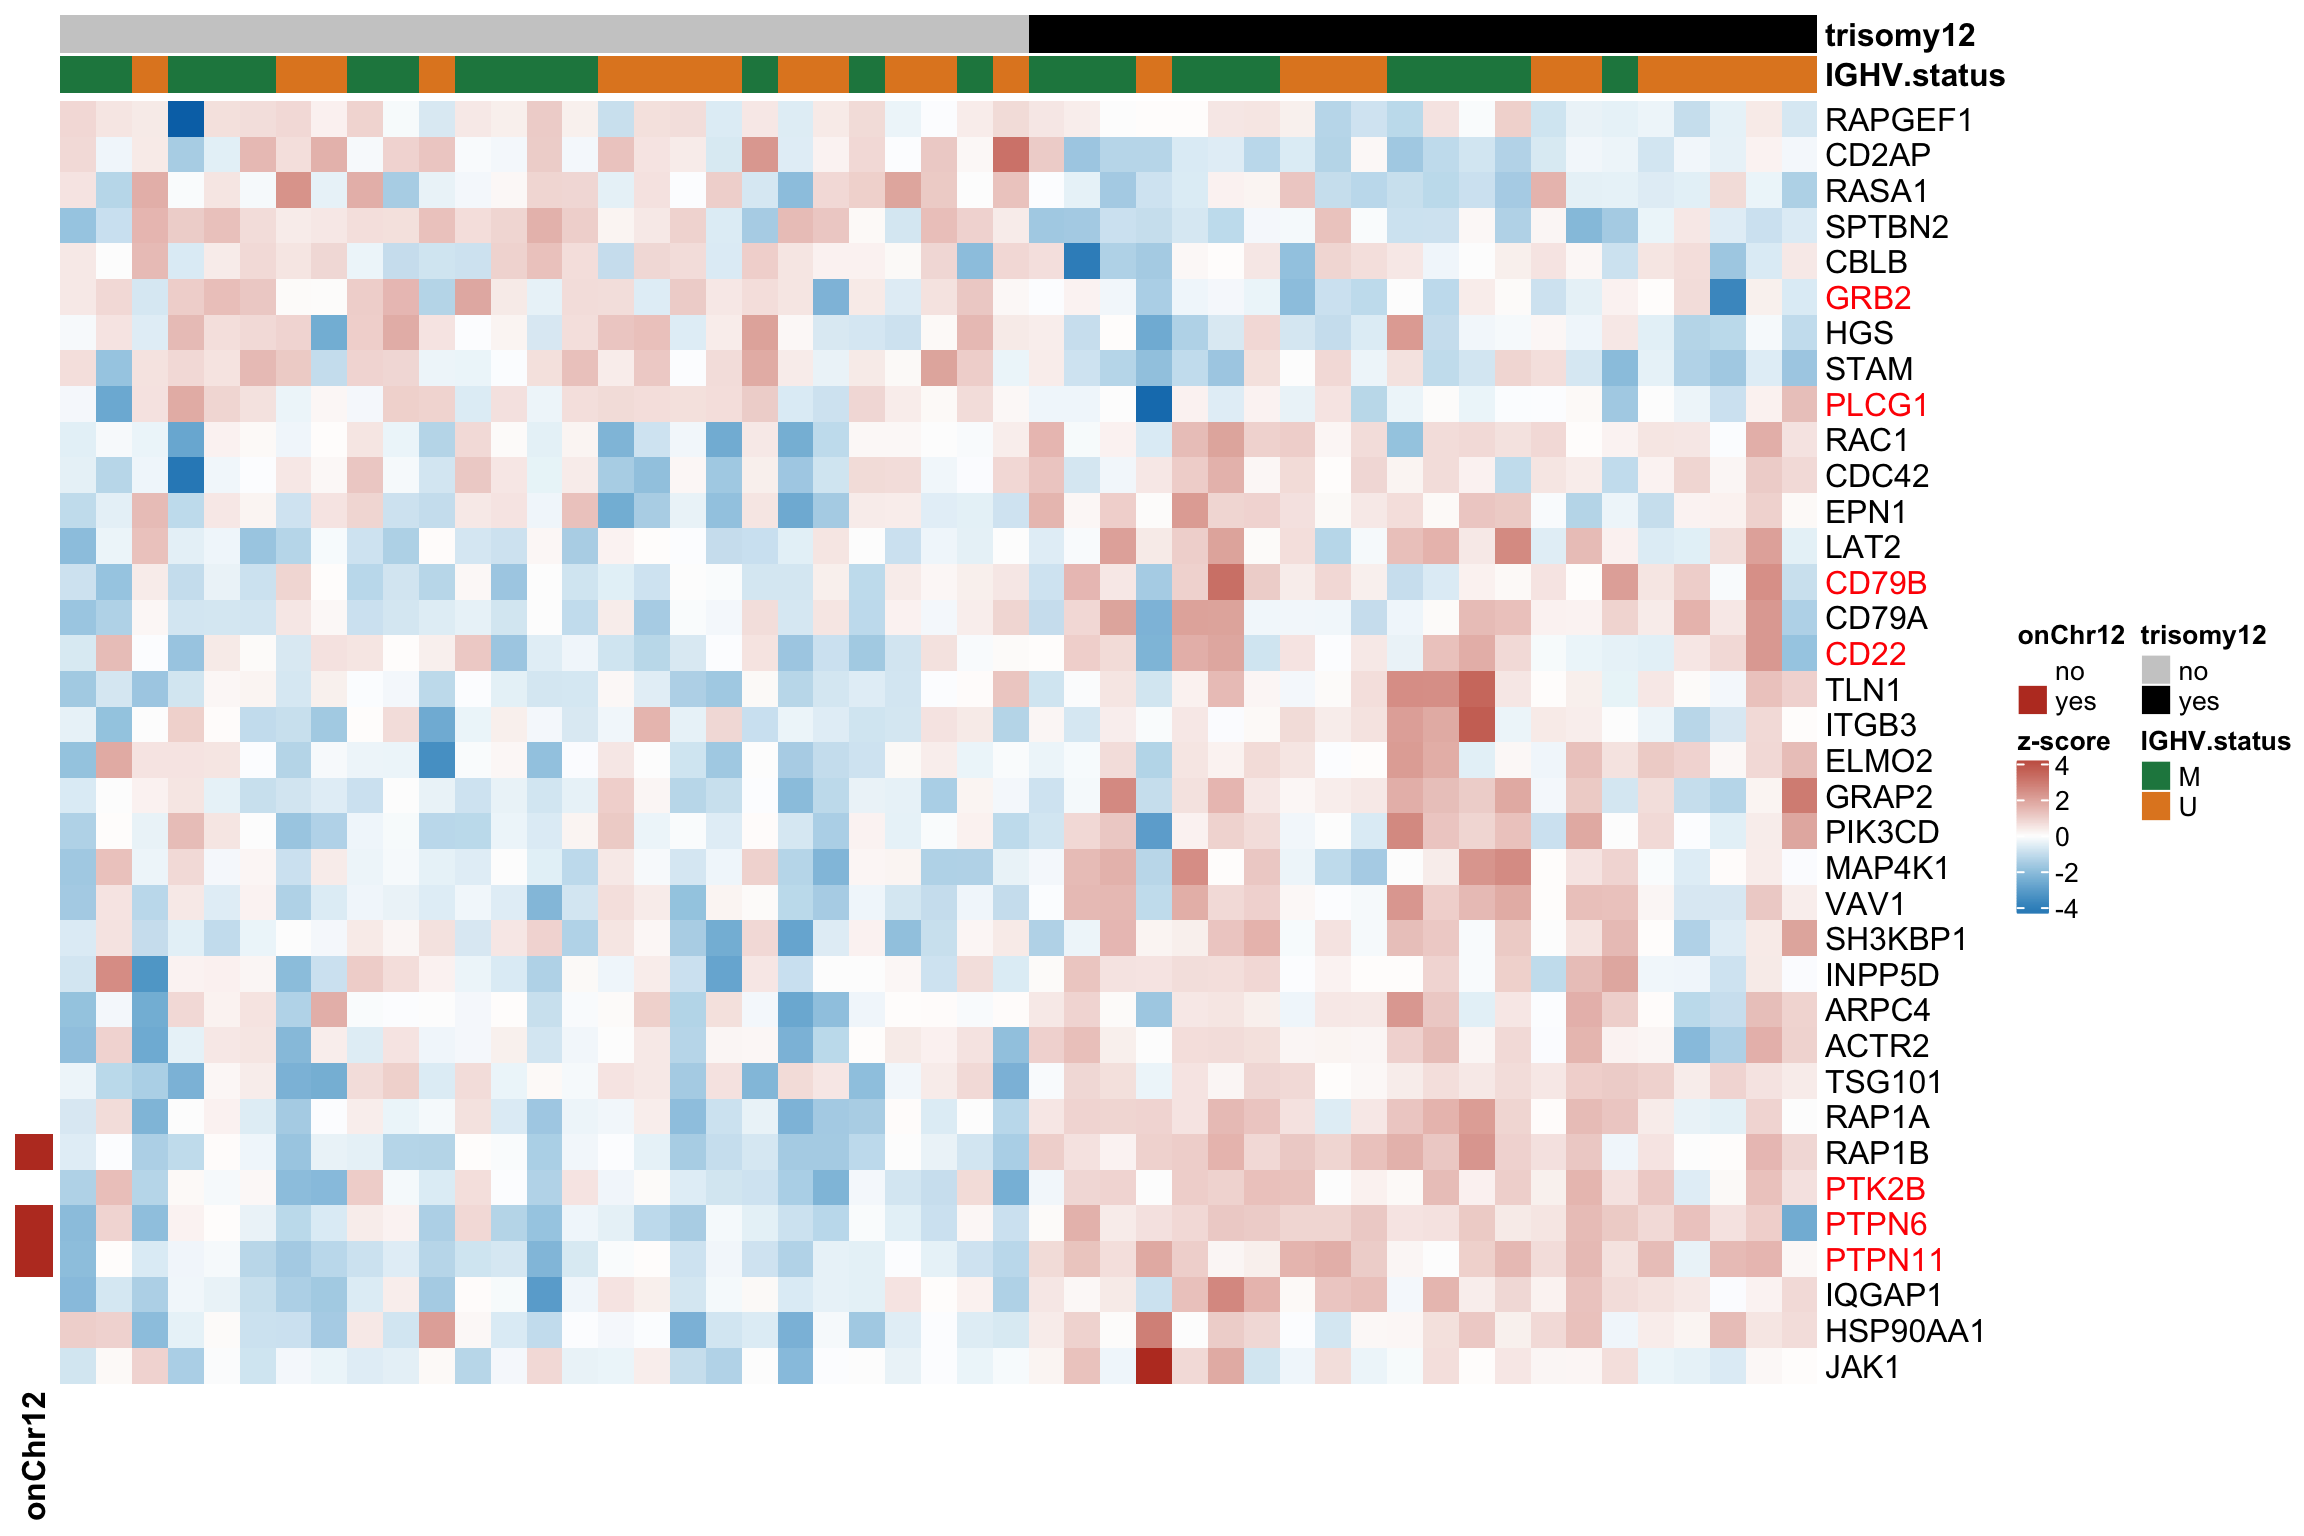 trisomy12
IGHV.status
RAPGEF1
CD2AP
RASA1
SPTBN2
CBLB
GRB2
HGS
STAM
PLCG1
RAC1
CDC42
EPN1
LAT2
CD79B
CD79A
CD22
TLN1
ITGB3
ELMO2
GRAP2
PIK3CD
MAP4K1
VAV1
SH3KBP1
INPP5D
ARPC4
ACTR2
TSG101
RAP1A
RAP1B
PTK2B
PTPN6
PTPN11
IQGAP1
HSP90AA1
JAK1
onChr12
onChr12
no
yes
trisomy12
no
yes
z-score
4
2
0
-2
-4
IGHV.status
M
U